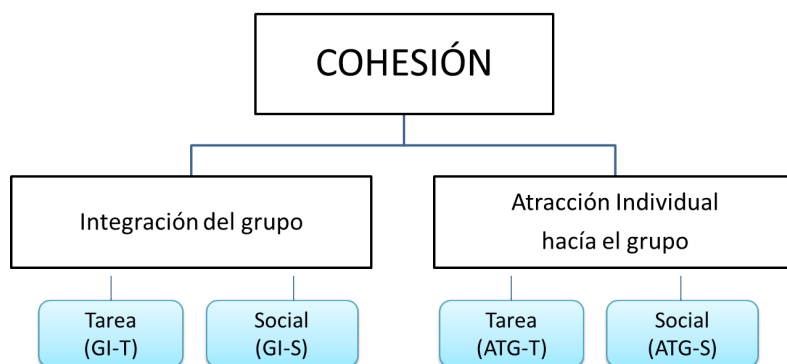 COHESIÓN
Integración del grupo
Atracción Individual
hacía el grupo
Tarea
(GI-T)
Social
(GI-S)
Tarea
(ATG-T)
Social
(ATG-S)